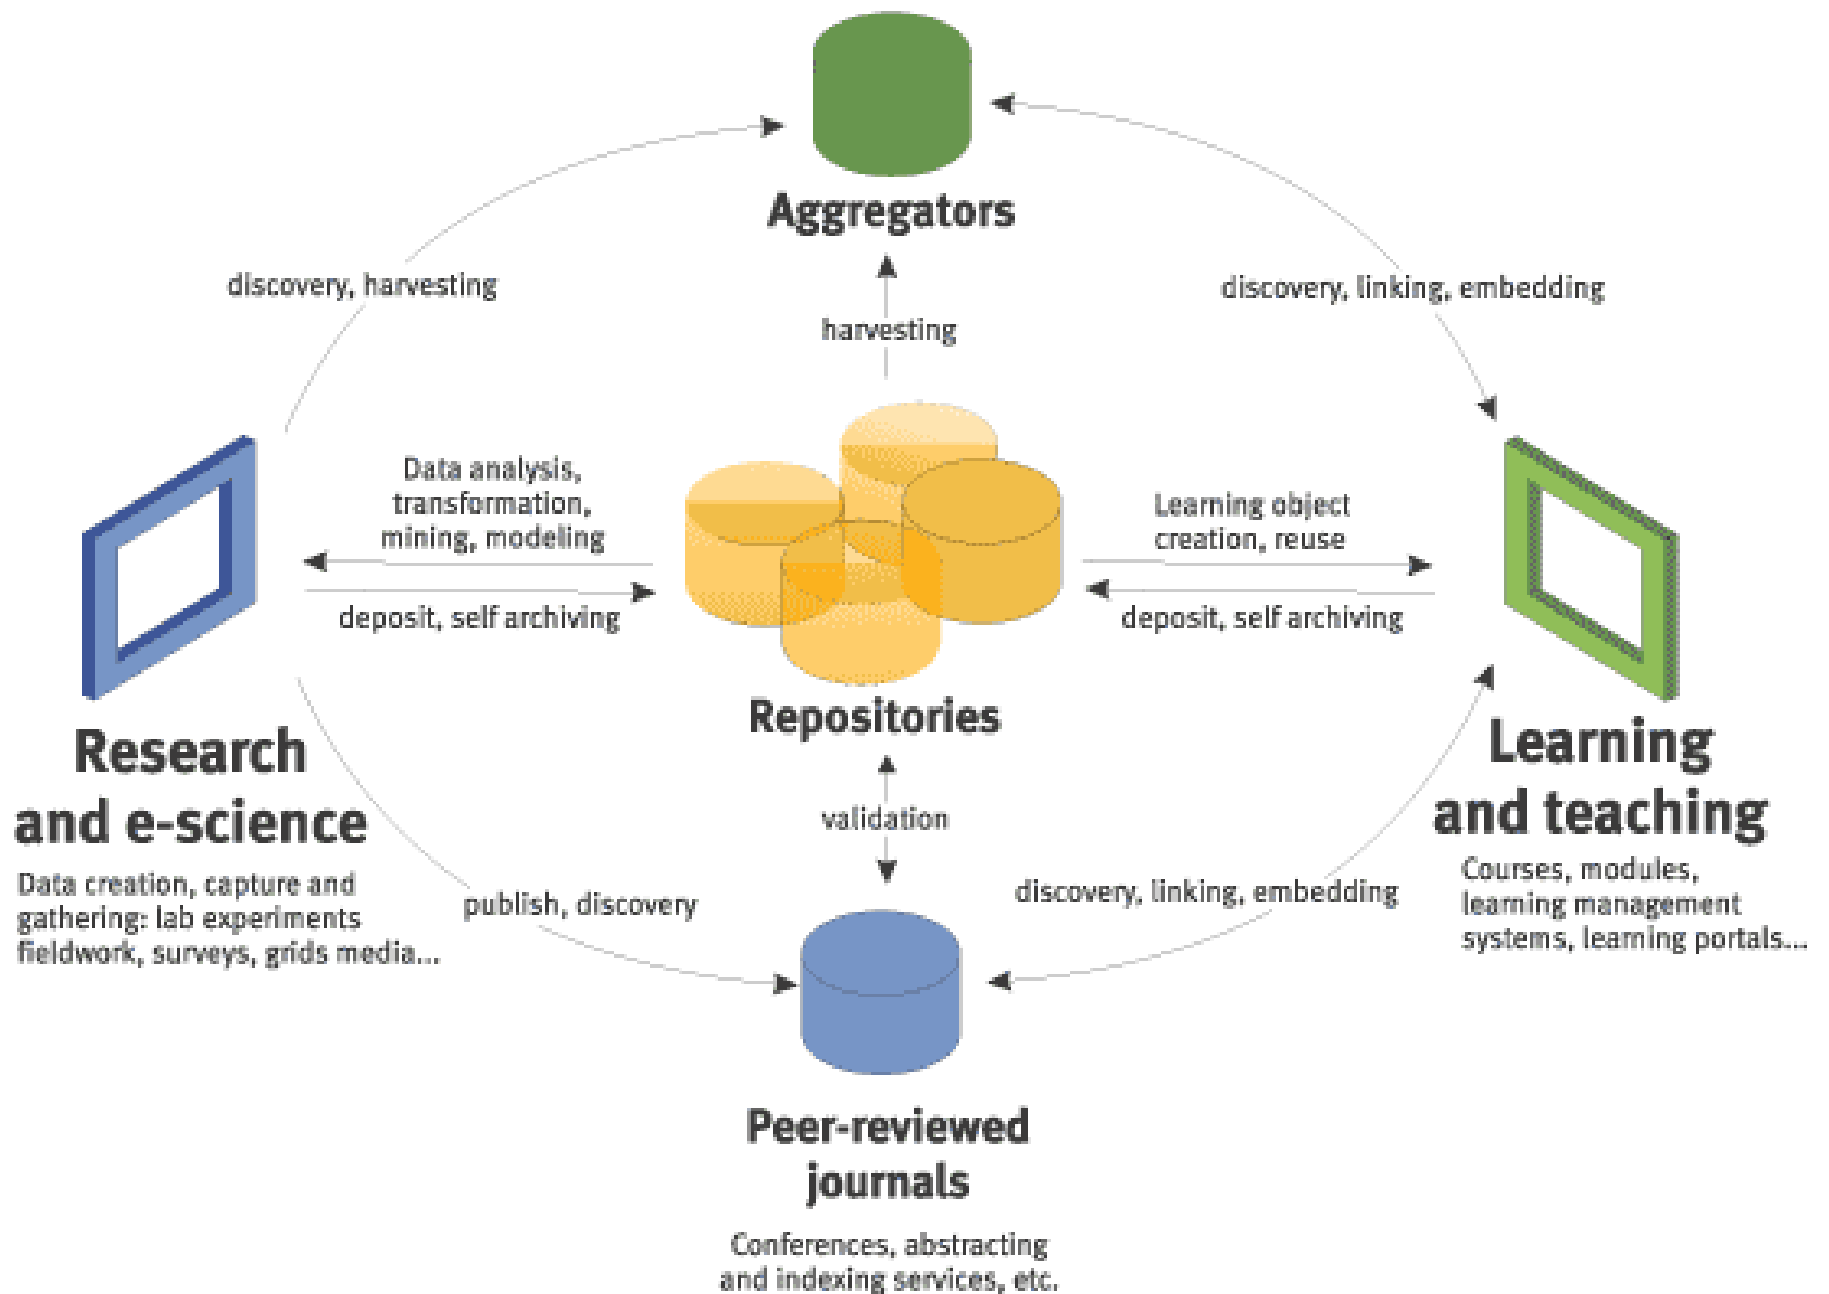 Aggregators
discovery, harvesting
discovery, linking, embedding
harvesting
Data analysis,
transformation,
mining, modeling
Learning object
creation, reuse
deposit, self archiving
deposit, self archiving
Repositories
Research
and e-science
Data creation, capture and
gathering: lab experiments
fieldwork, surveys, grids media...
Learning
and teaching
Courses, modules,
learning management
systems, learning portals...
validation
publish, discovery
discovery, linking, embedding
Peer-reviewed
journals
Conferences, abstracting
and indexing services, etc.